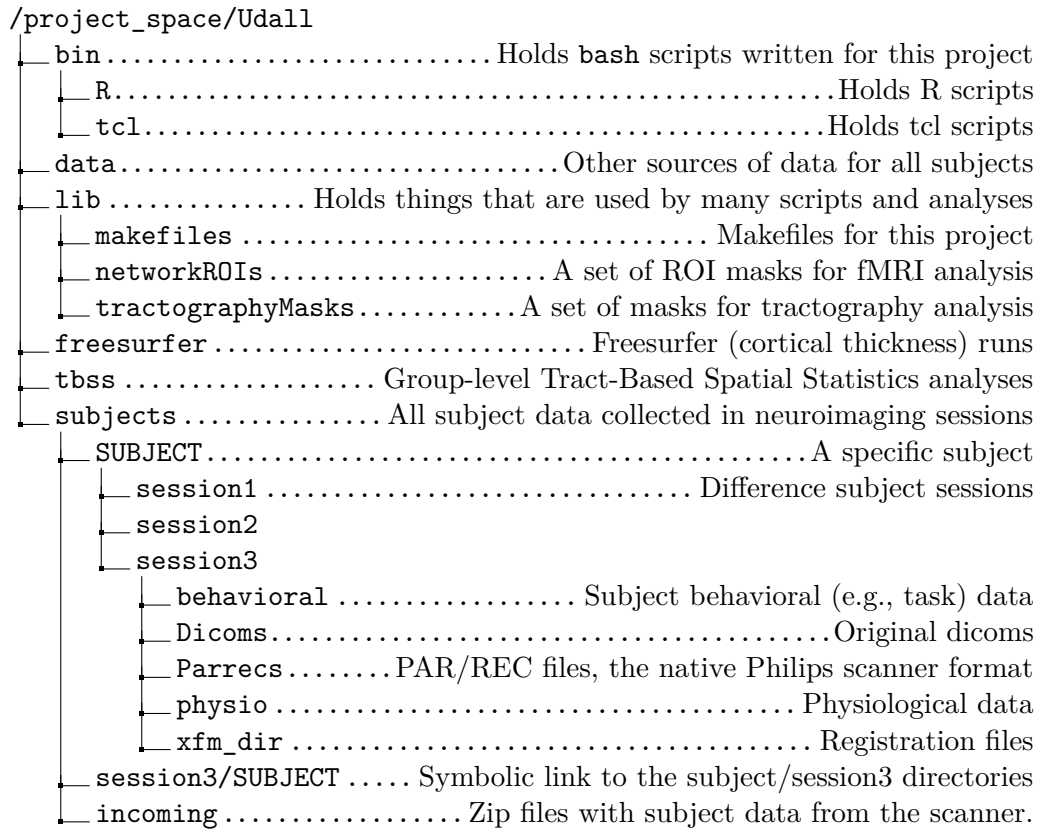 /project_space/Udall
bin..............................Holds bash scripts written for this project
R........................................................Holds R scripts
tcl......................................................Holds tcl scripts
data..................................Other sources of data for all subjects
lib...............Holds things that are used by many scripts and analyses
makefiles....................................Makefiles for this project
networkROIs.....................A set of ROI masks for fMRI analysis
tractographyMasks............A set of masks for tractography analysis
freesurfer.............................Freesurfer (cortical thickness) runs
tbss...................Group-level Tract-Based Spatial Statistics analyses
subjects...............All subject data collected in neuroimaging sessions
SUBJECT...............................................A specific subject
session1.................................Difference subject sessions
session2
session3
behavioral..................Subject behavioral (e.g., task) data
Dicoms...........................................Original dicoms
Parrecs........PAR/REC files, the native Philips scanner format
physio........................................Physiological data
xfm_dir.........................................Registration files
session3/SUBJECT.....Symbolic link to the subject/session3 directories
incoming..................Zip files with subject data from the scanner.